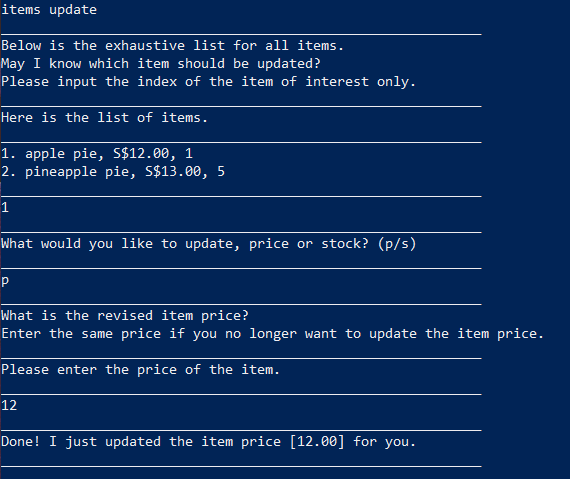 items update
Below is the exhaustive list for all items.
May I know which item should be updated?
Please input the index of the item of interest only.
Here is the list of items.
1. apple pie, S$12.00, 1
2. pineapple pie, S$13.00, 5
1
What would you like to update, price or stock? (p/s)
p
What is the revised item price?
Enter the same price if you no longer want to update the item price.
Please enter the price of the item.
12
Done! I just updated the item price [12.00] for you.